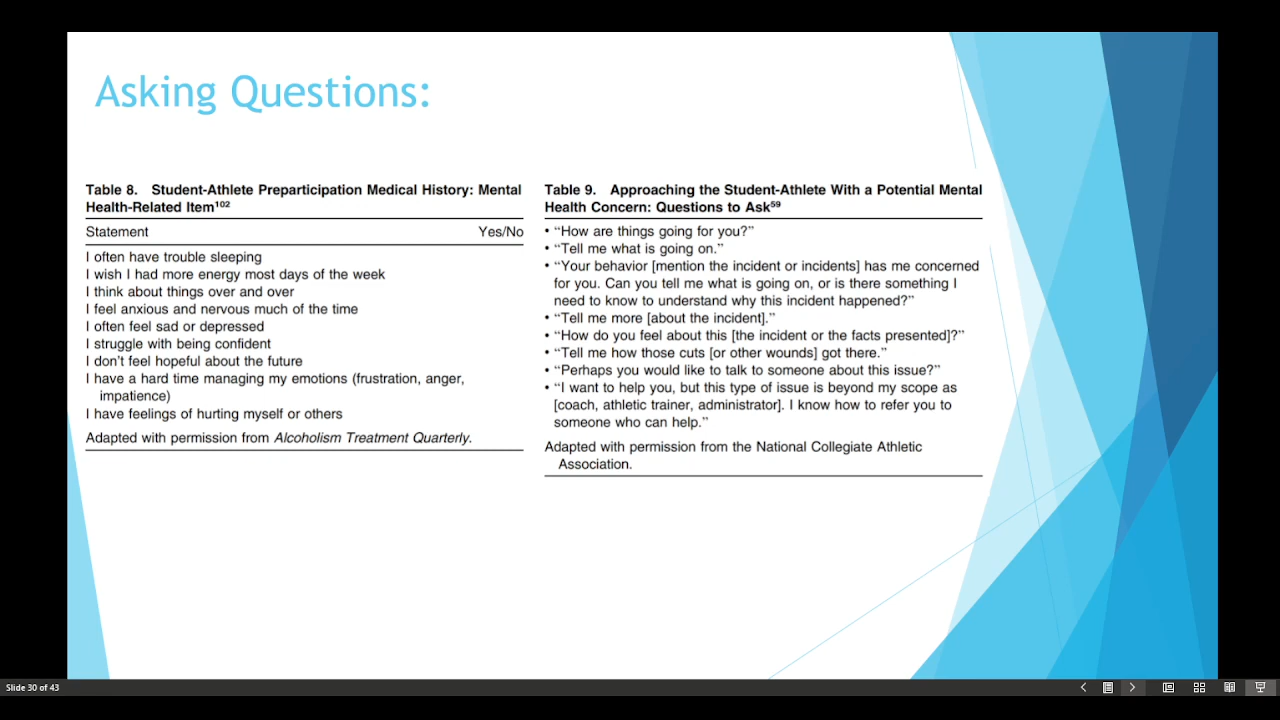 Asking Questions:
Table 8. Student-Athlete Preparticipation Medical History: Mental
Health-Related Item102
Statement Yes/No
I often have trouble sleeping
I wish I had more energy most days of the week
I think about things over and over
I feel anxious and nervous much of the time
I often feel sad or depressed
I struggle with being confident
I don't feel hopeful about the future
I have a hard time managing my emotions (frustration, anger,
impatience)
I have feelings of hurting myself or others
Adapted with permission from Alcoholism Treatment Quarterly.
Table 9. Approaching the Student-Athlete With a Potential Mental
Health Concern: Questions to Ask59
• "How are things going for you?"
• "Tell me what is going on."
• "Your behavior [mention the incident or incidents] has me concerned
for you. Can you tell me what is going on, or is there something I
need to know to understand why this incident happened?"
• "Tell me more [about the incident]."
• "How do you feel about this [the incident or the facts presented]?"
• "Tell me how those cuts [or other wounds] got there."
• "Perhaps you would like to talk to someone about this issue?"
• "I want to help you, but this type of issue is beyond my scope as
[coach, athletic trainer, administrator]. I know how to refer you to
someone who can help."
Adapted with permission from the National Collegiate Athletic
Association.
Slide 30 of 43